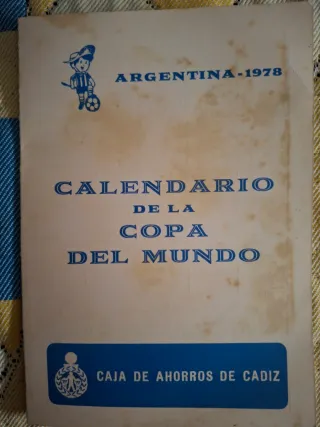 ARGENTINA-1978
CALENDARIO
DE LA
COPA
DEL MUNDO
CAJA DE AHORROS DE CADIZ